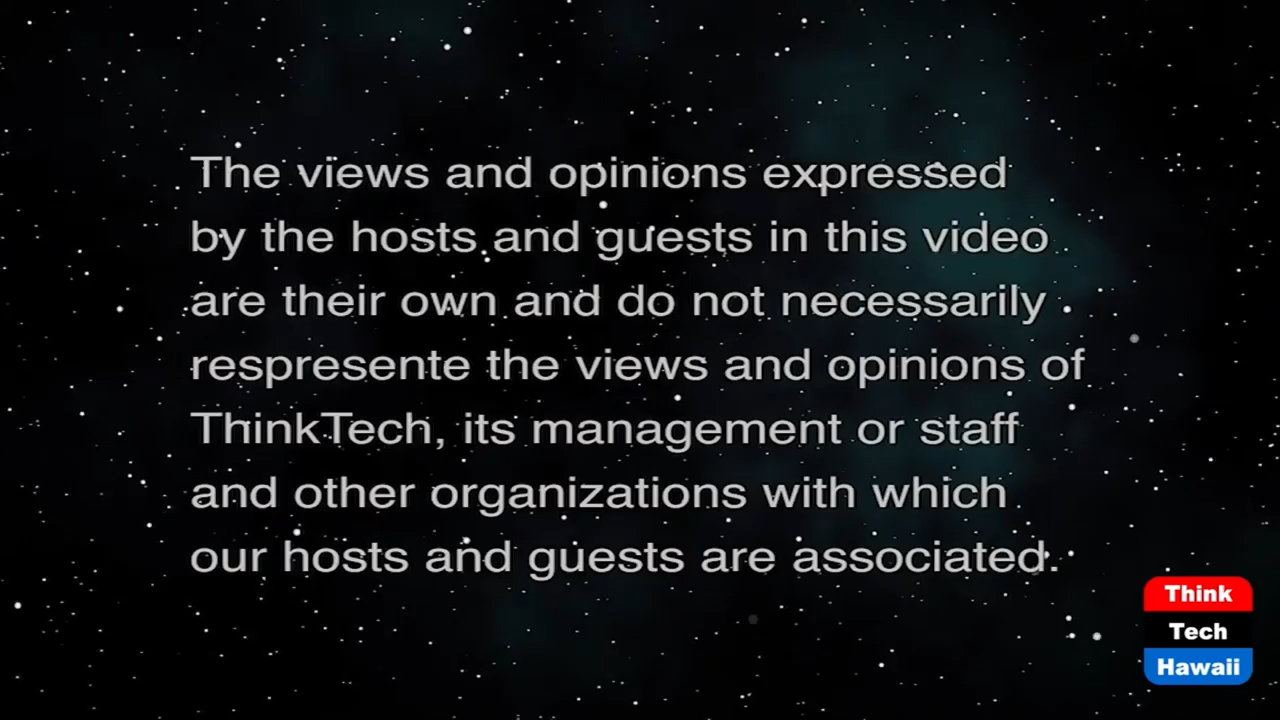 The views and opinions expressed
by the hosts and guests in this video
are their own and do not necessarily
respresente the views and opinions of
ThinkTech, its management or staff
and other organizations with which
our hosts and guests are associated.
Think
Tech
Hawaii